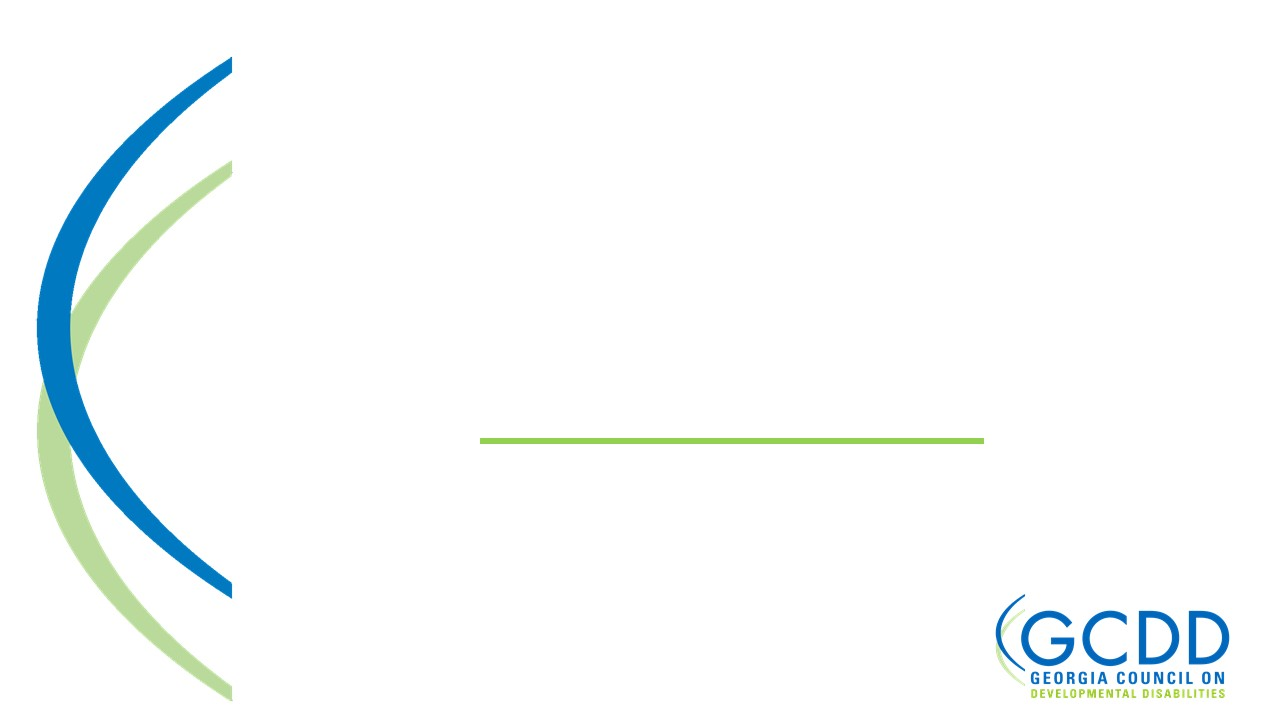 GCDD
GEORGIA COUNCIL ON
DEVELOPMENTAL DISABILITIES